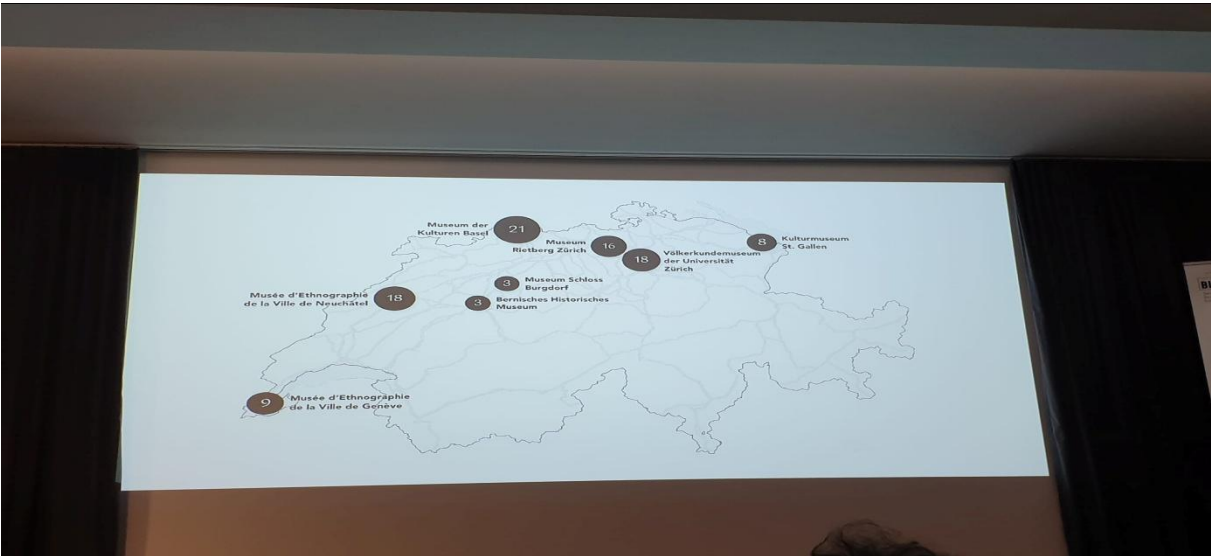 Museum der
Kulturen Basel
21
Museum
Rietberg Zürich
16
18
Völkerkundemuseum
der Universität
Zürich
8
Kulturmuseum
St. Gallen
3
Museum Schloss
Burgdorf
3
Bernisches Historisches
Museum
Musée d'Ethnographie
de la Ville de Neuchâtel
18
9
Musée d'Ethnographie
de la Ville de Genève